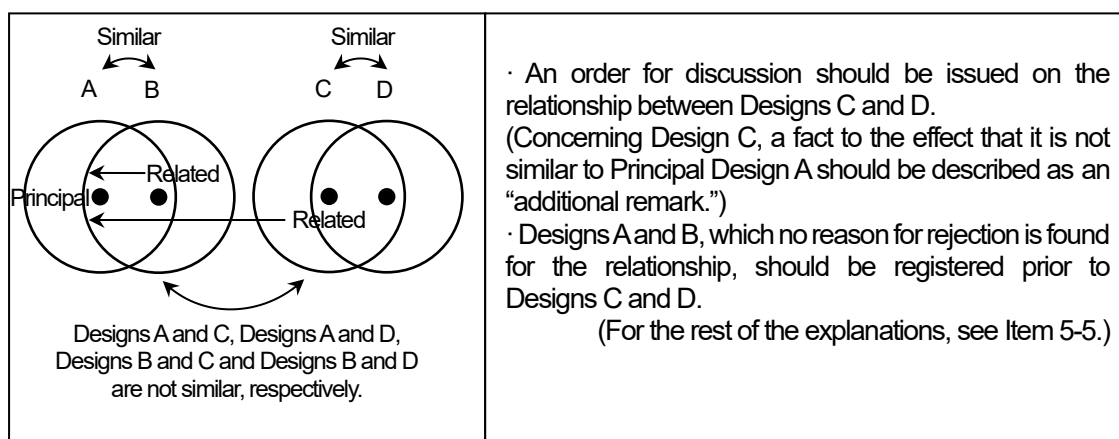 Similar
Similar
A B C D
Related
Principal
Related
Designs A and C, Designs A and D,
Designs B and C and Designs B and D
are not similar, respectively.
· An order for discussion should be issued on the
relationship between Designs C and D.
(Concerning Design C, a fact to the effect that it is not
similar to Principal Design A should be described as an
“additional remark.”)
· Designs A and B, which no reason for rejection is found
for the relationship, should be registered prior to
Designs C and D.
(For the rest of the explanations, see Item 5-5.)